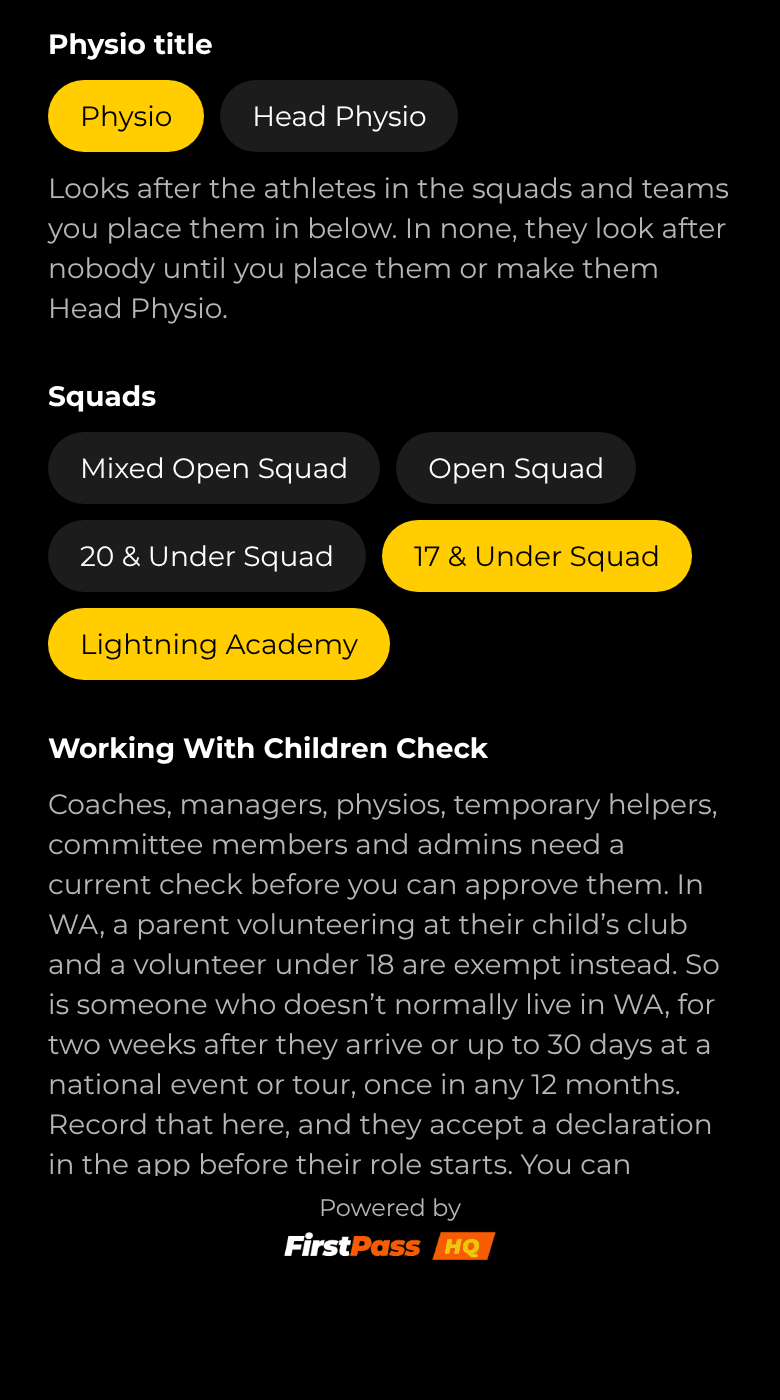 Physio title
Physio
Head Physio
Looks after the athletes in the squads and teams
you place them in below. In none, they look after
nobody until you place them or make them
Head Physio.
Squads
Mixed Open Squad
Open Squad
20 & Under Squad
17 & Under Squad
Lightning Academy
Working With Children Check
Coaches, managers, physios, temporary helpers,
committee members and admins need a
current check before you can approve them. In
WA, a parent volunteering at their child’s club
and a volunteer under 18 are exempt instead. So
is someone who doesn’t normally live in WA, for
two weeks after they arrive or up to 30 days at a
national event or tour, once in any 12 months.
Record that here, and they accept a declaration
in the app before their role starts. You can
Powered by
FirstPass HQ